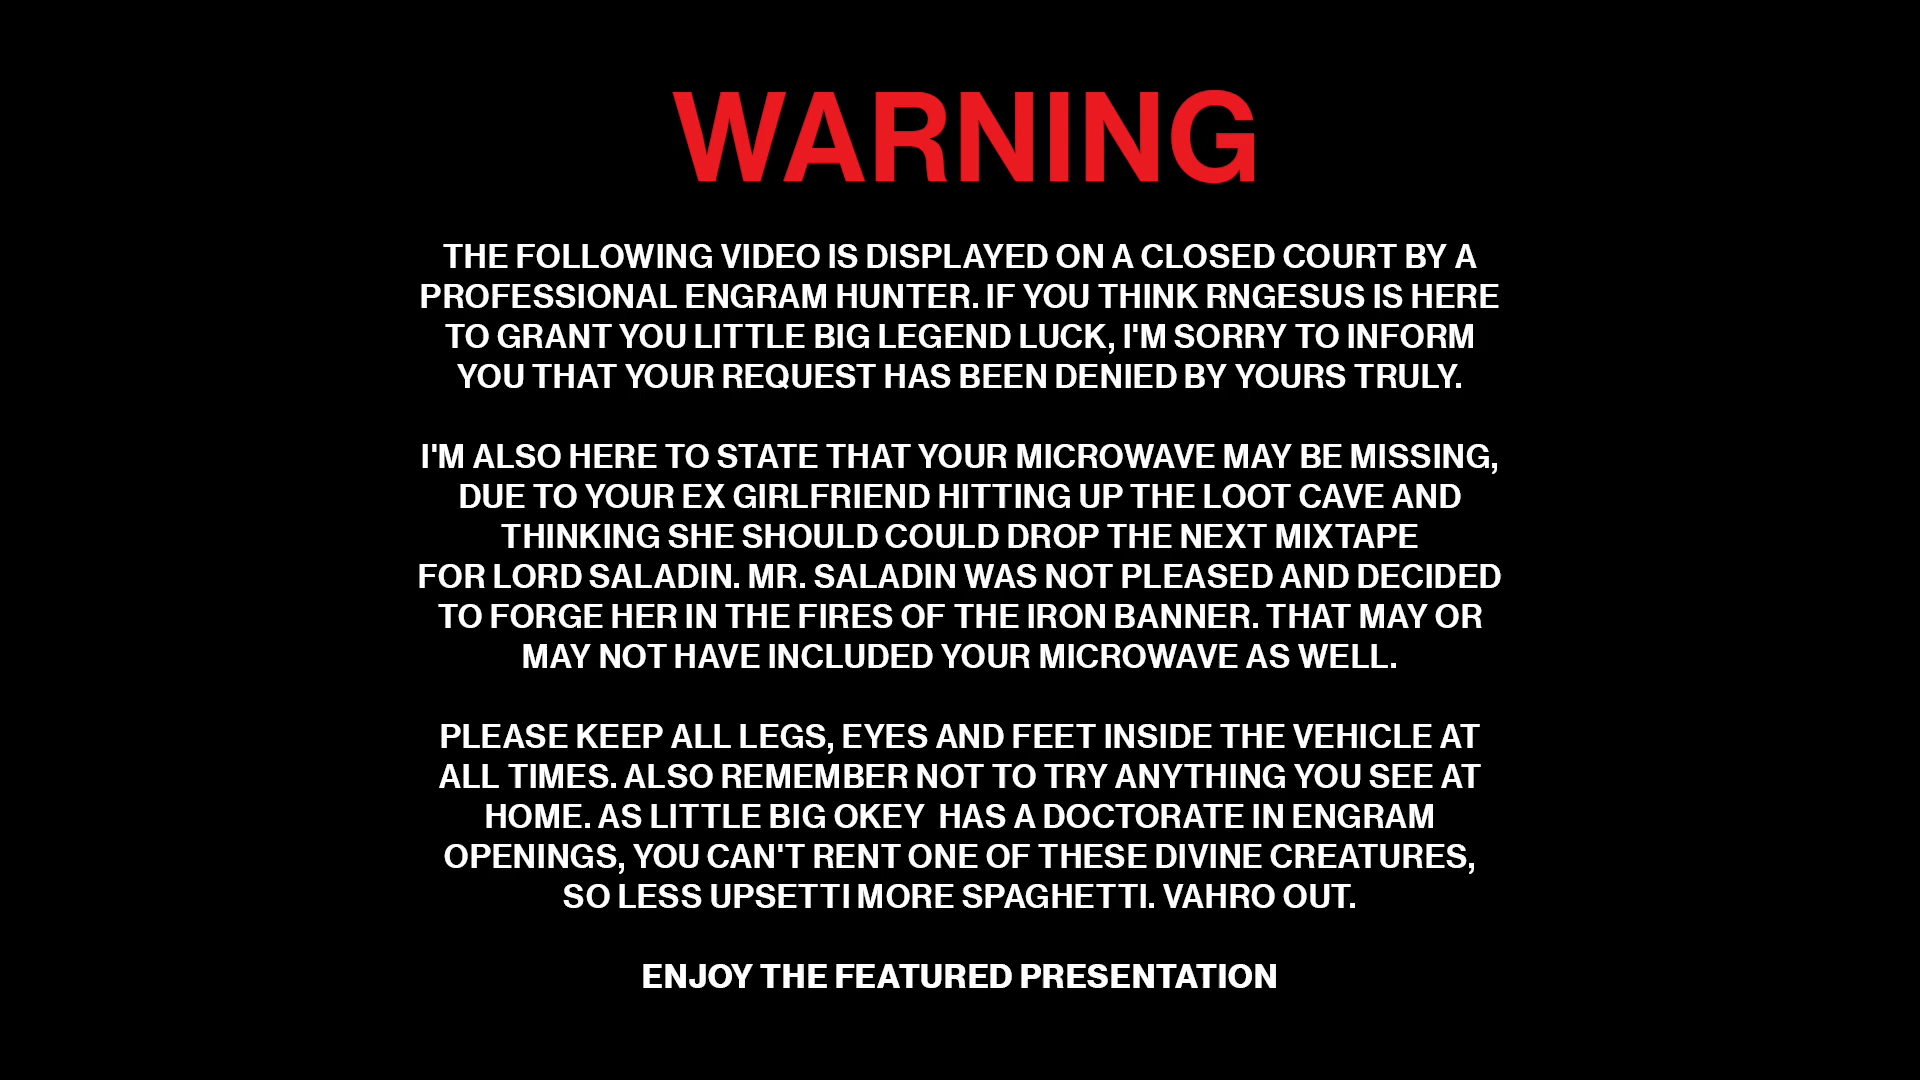 WARNING
THE FOLLOWING VIDEO IS DISPLAYED ON A CLOSED COURT BY A
PROFESSIONAL ENGRAM HUNTER. IF YOU THINK RNGESUS IS HERE
TO GRANT YOU LITTLE BIG LEGEND LUCK, I'M SORRY TO INFORM
YOU THAT YOUR REQUEST HAS BEEN DENIED BY YOURS TRULY.
I'M ALSO HERE TO STATE THAT YOUR MICROWAVE MAY BE MISSING,
DUE TO YOUR EX GIRLFRIEND HITTING UP THE LOOT CAVE AND
THINKING SHE SHOULD COULD DROP THE NEXT MIXTAPE
FOR LORD SALADIN. MR. SALADIN WAS NOT PLEASED AND DECIDED
TO FORGE HER IN THE FIRES OF THE IRON BANNER. THAT MAY OR
MAY NOT HAVE INCLUDED YOUR MICROWAVE AS WELL.
PLEASE KEEP ALL LEGS, EYES AND FEET INSIDE THE VEHICLE AT
ALL TIMES. ALSO REMEMBER NOT TO TRY ANYTHING YOU SEE AT
HOME. AS LITTLE BIG OKEY  HAS A DOCTORATE IN ENGRAM
OPENINGS, YOU CAN'T RENT ONE OF THESE DIVINE CREATURES,
SO LESS UPSETTI MORE SPAGHETTI. VAHRO OUT.
ENJOY THE FEATURED PRESENTATION